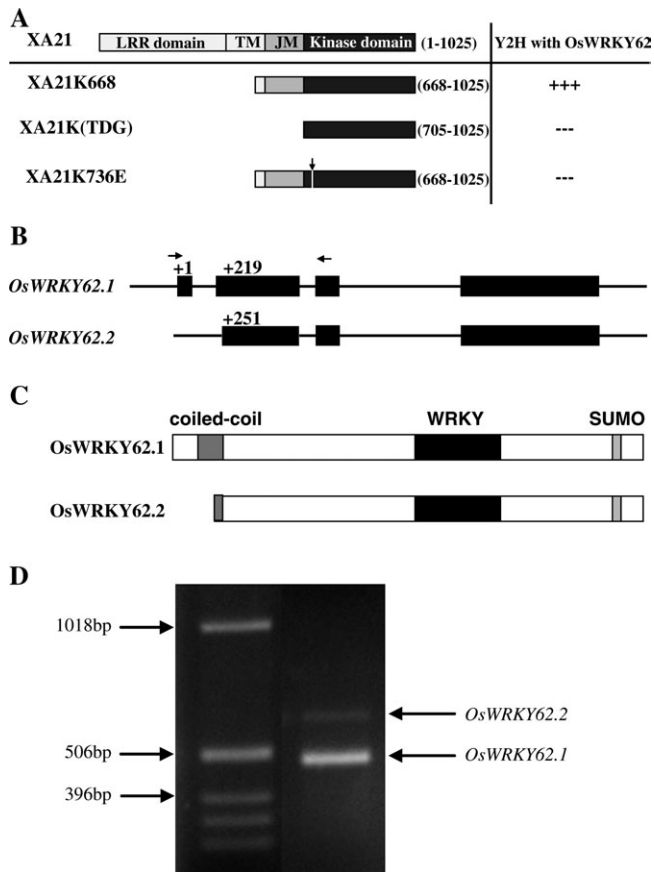 A
XA21 LRR domain TM JM Kinase domain (1-1025) Y2H with OsWRKY62
XA21K668 (668-1025) +++
XA21K(TDG) (705-1025) ---
XA21K736E (668-1025) ---
B
+1 +219
OsWRKY62.1
+251
OsWRKY62.2
C
coiled-coil WRKY SUMO
OsWRKY62.1
OsWRKY62.2
D
1018bp
OsWRKY62.2
506bp OsWRKY62.1
396bp